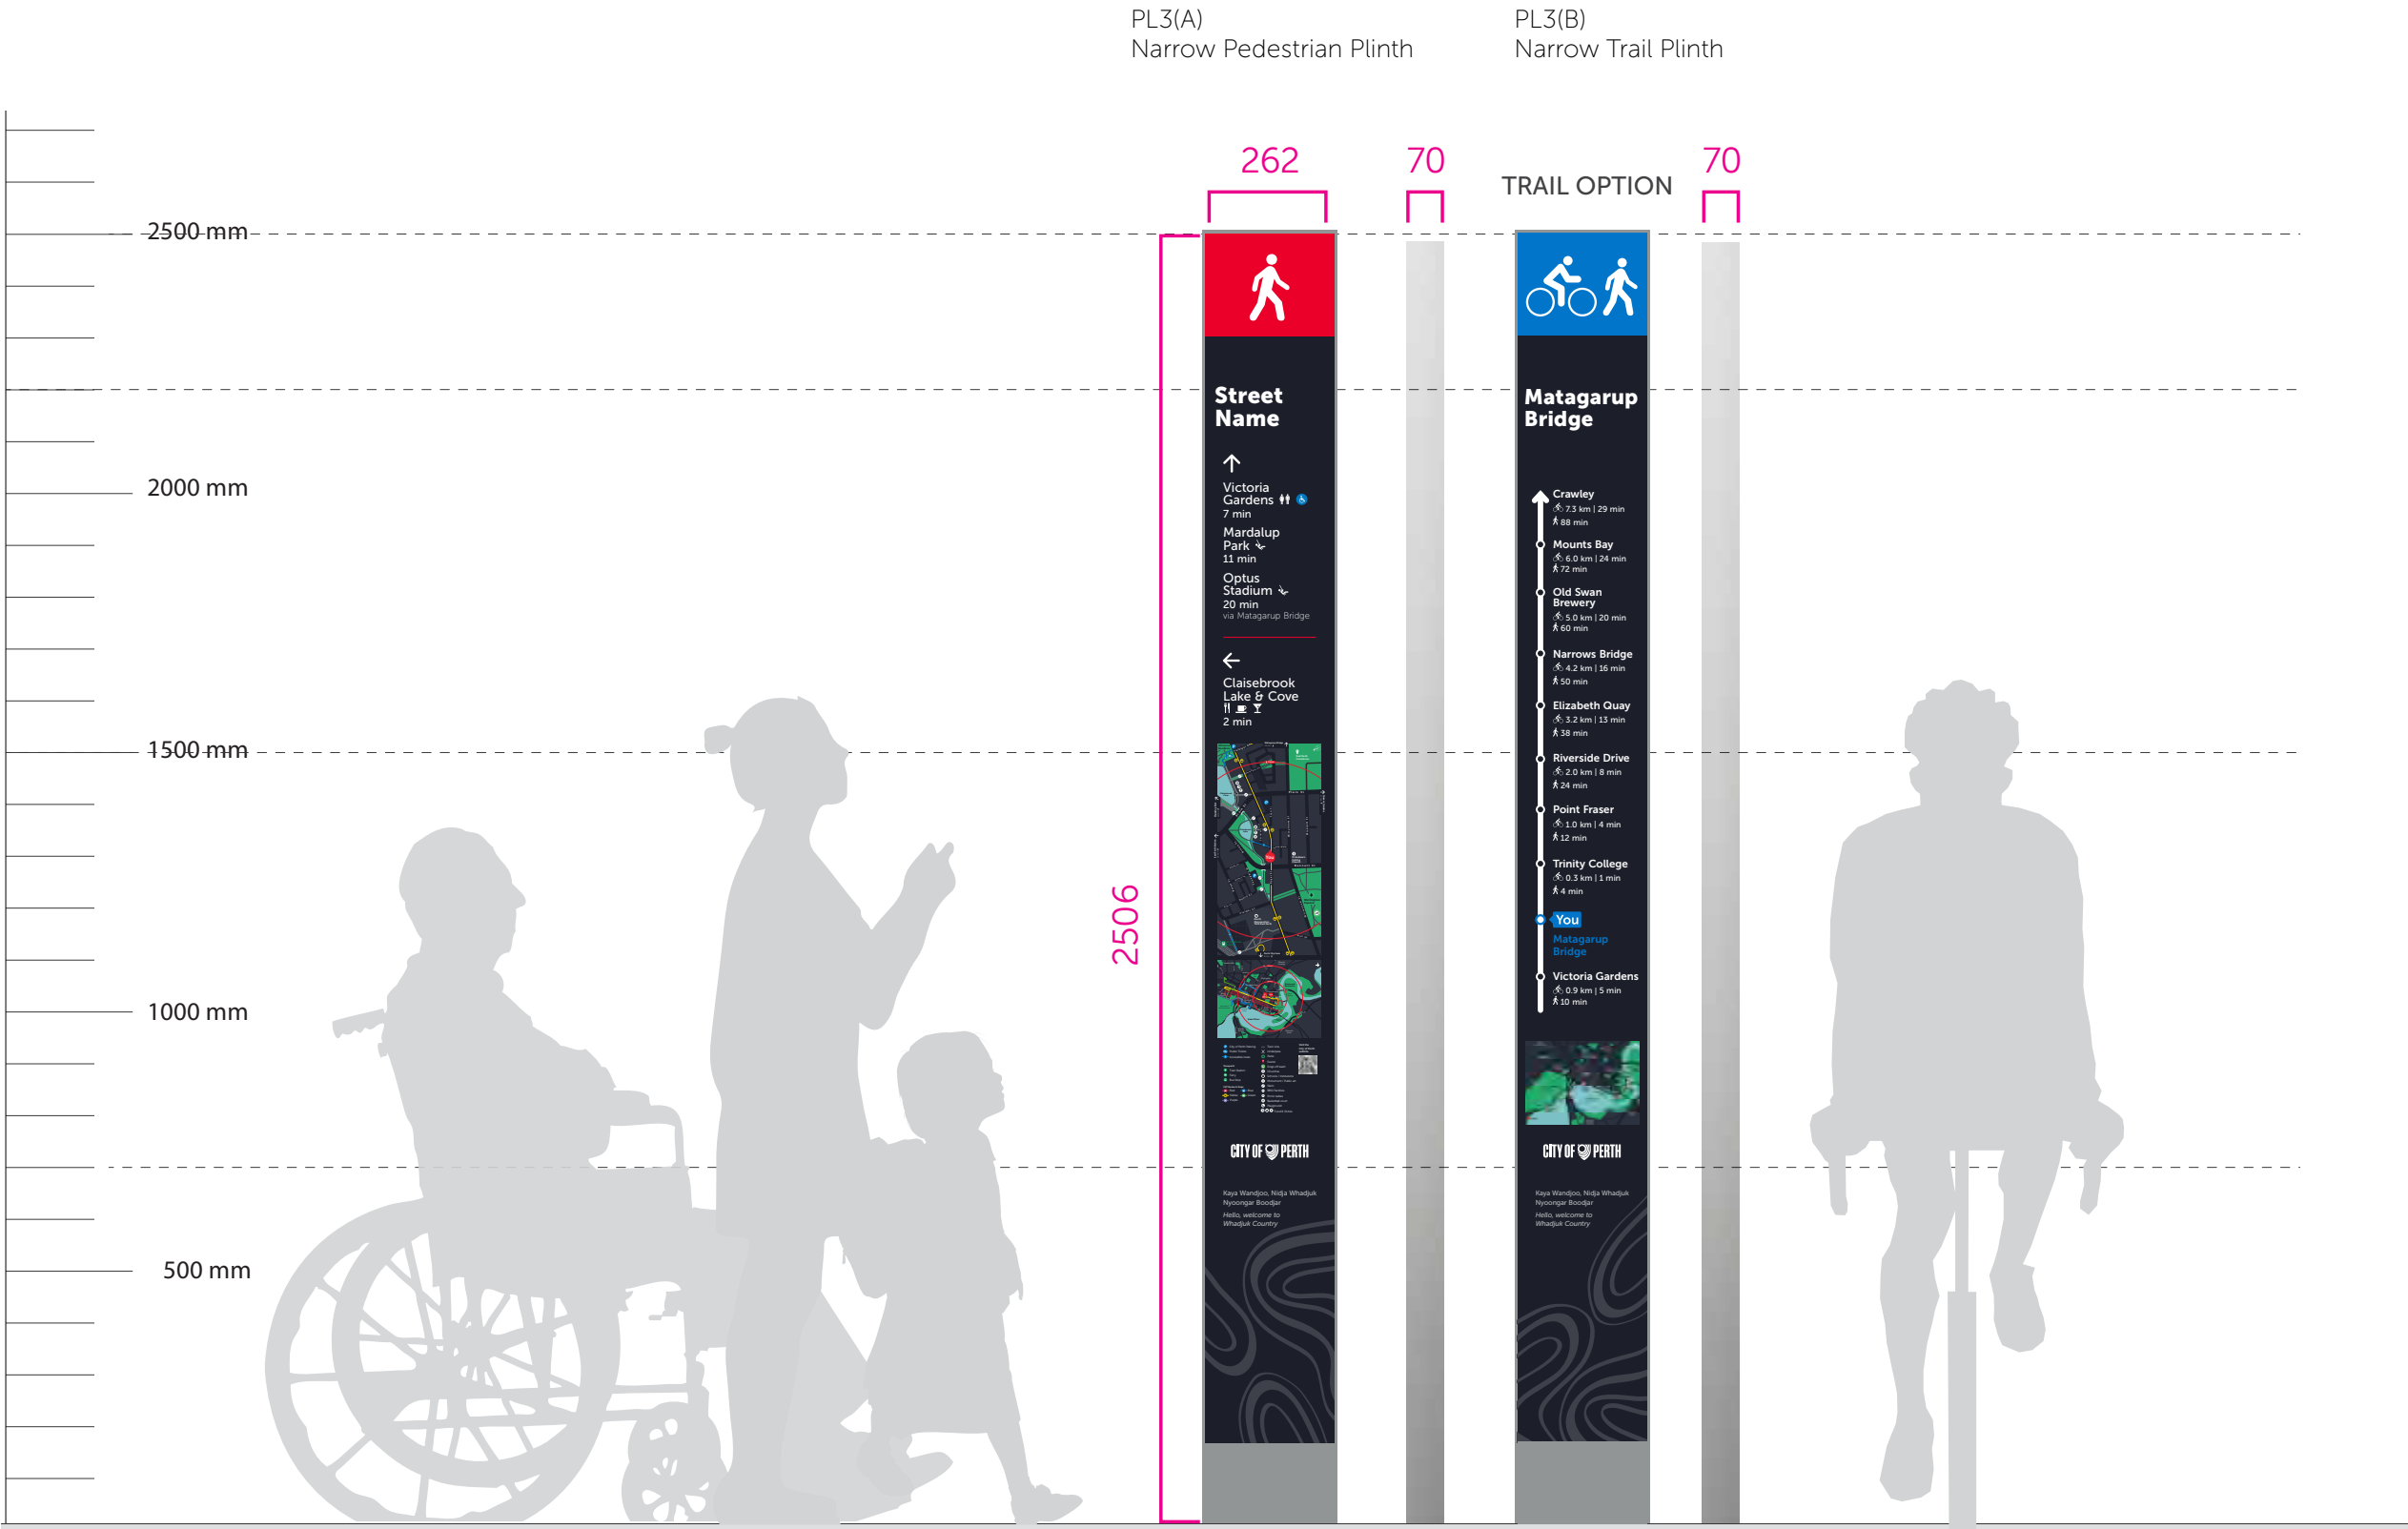 PL3(A)
Narrow Pedestrian Plinth
PL3(B)
Narrow Trail Plinth
262
70
TRAIL OPTION
70
2500 mm
2000 mm
1500 mm
1000 mm
500 mm
2506
Street
Name
Victoria
Gardens
7 min
Mardalup
Park
11 min
Optus
Stadium
20 min
via Matagarup Bridge
Claisebrook
Lake & Cove
2 min
You
CITY OF PERTH
Kaya Wandjoo, Nidja Whadjuk
Nyoongar Boodjar
Hello, welcome to
Whadjuk Country
Matagarup
Bridge
Crawley
7.3 km | 29 min
88 min
Mounts Bay
6.0 km | 24 min
72 min
Old Swan
Brewery
5.0 km | 20 min
60 min
Narrows Bridge
4.2 km | 16 min
50 min
Elizabeth Quay
3.2 km | 13 min
38 min
Riverside Drive
2.0 km | 8 min
24 min
Point Fraser
1.0 km | 4 min
12 min
Trinity College
0.3 km | 1 min
4 min
You
Matagarup
Bridge
Victoria Gardens
0.9 km | 5 min
10 min
CITY OF PERTH
Kaya Wandjoo, Nidja Whadjuk
Nyoongar Boodjar
Hello, welcome to
Whadjuk Country